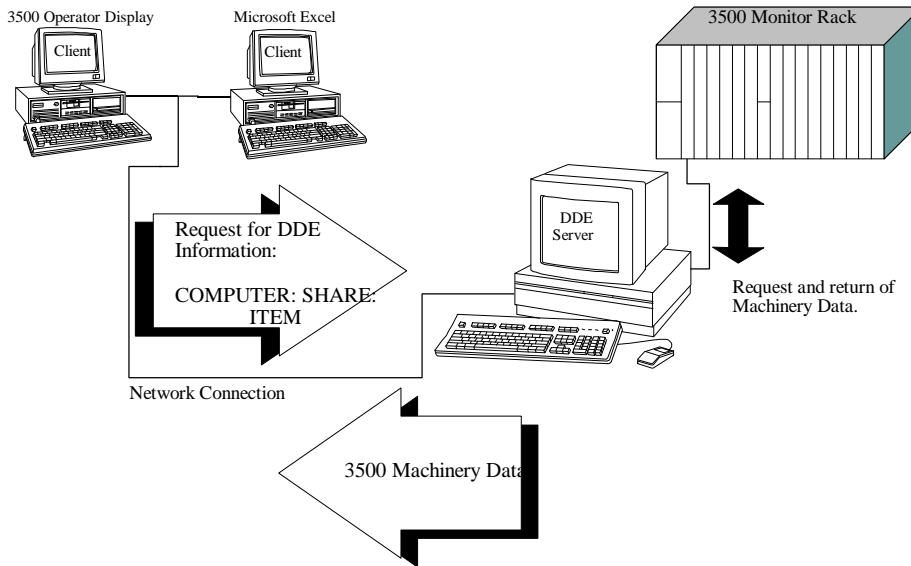 3500 Operator Display
Microsoft Excel
3500 Monitor Rack
Client
Client
DDE
Server
Request for DDE
Information:
COMPUTER: SHARE:
ITEM
Request and return of
Machinery Data.
Network Connection
3500 Machinery Data